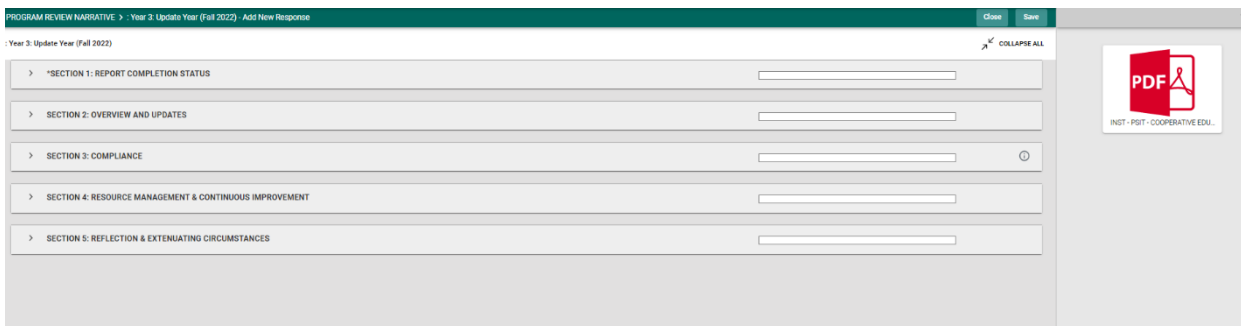 PROGRAM REVIEW NARRATIVE > : Year 3: Update Year (Fall 2022) - Add New Response
Close Save
: Year 3: Update Year (Fall 2022)
COLLAPSE ALL
*SECTION 1: REPORT COMPLETION STATUS
SECTION 2: OVERVIEW AND UPDATES
SECTION 3: COMPLIANCE
SECTION 4: RESOURCE MANAGEMENT & CONTINUOUS IMPROVEMENT
SECTION 5: REFLECTION & EXTENUATING CIRCUMSTANCES
PDF
INST - PSIT - COOPERATIVE EDU...